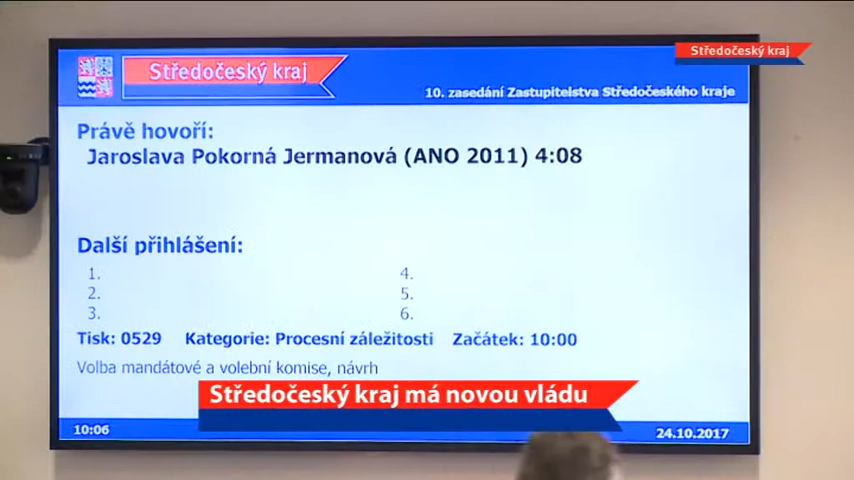 Středočeský kraj
Středočeský kraj
10. zasedání Zastupitelstva Středočeského kraje
Právě hovoří:
Jaroslava Pokorná Jermanová (ANO 2011) 4:08
Další přihlášení:
1.
4.
2.
5.
3.
6.
Tisk: 0529 Kategorie: Procesní záležitosti Začátek: 10:00
Volba mandátové a volební komise, návrh
Středočeský kraj má novou vládu
10:06
24.10.2017